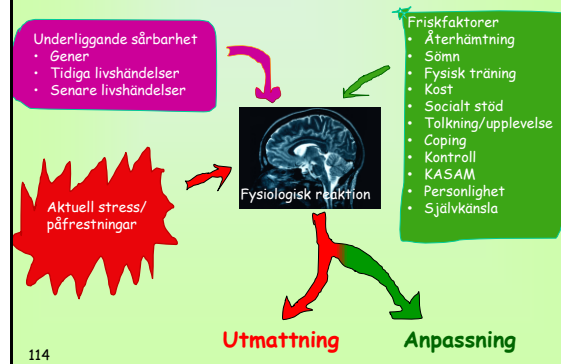 Underliggande sårbarhet
• Gener
• Tidiga livshändelser
• Senare livshändelser
Friskfaktorer
• Återhämtning
• Sömn
• Fysisk träning
• Kost
• Socialt stöd
• Tolkning/upplevelse
• Coping
• Kontroll
• KASAM
• Personlighet
• Självkänsla
Fysiologisk reaktion
Aktuell stress/
påfrestningar
Utmattning
Anpassning
114